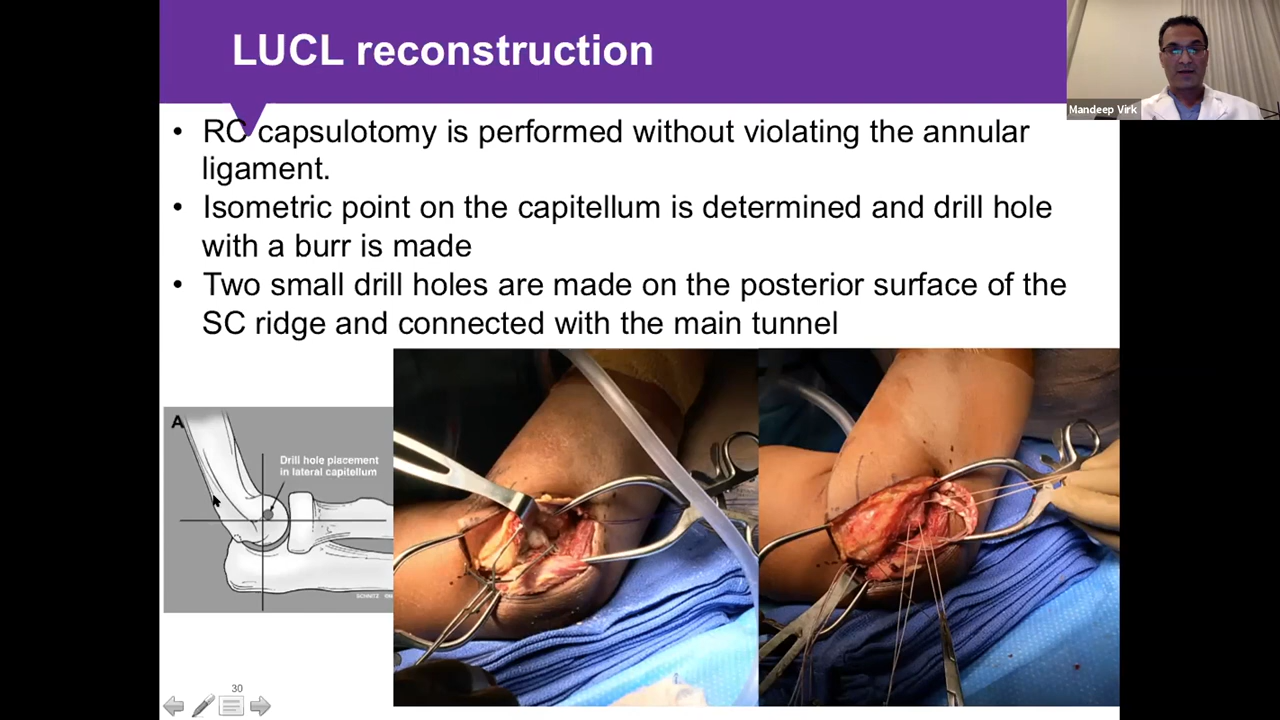 LUCL reconstruction
Mandeep Virk
• RC capsulotomy is performed without violating the annular
ligament.
• Isometric point on the capitellum is determined and drill hole
with a burr is made
• Two small drill holes are made on the posterior surface of the
SC ridge and connected with the main tunnel
A
Drill hole placement
in lateral capitellum
30